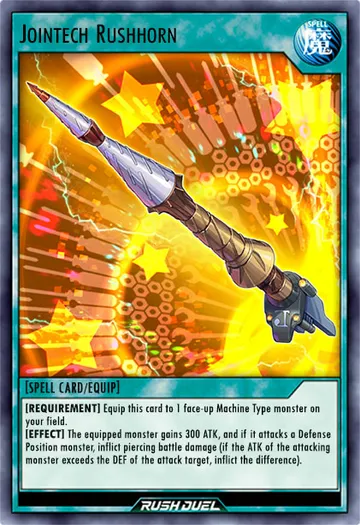 Jointech Rushhorn
SPELL
魔
[SPELL CARD/EQUIP]
[REQUIREMENT] Equip this card to 1 face-up Machine Type monster on
your field.
[EFFECT] The equipped monster gains 300 ATK, and if it attacks a Defense
Position monster, inflict piercing battle damage (if the ATK of the attacking
monster exceeds the DEF of the attack target, inflict the difference).
RUSH DUEL